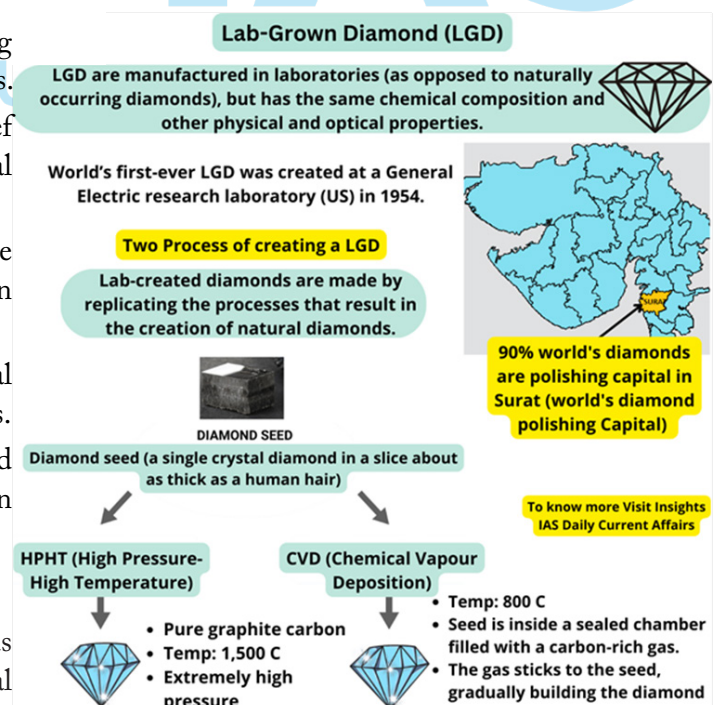 Lab-Grown Diamond (LGD)
LGD are manufactured in laboratories (as opposed to naturally
occurring diamonds), but has the same chemical composition and
other physical and optical properties.
World's first-ever LGD was created at a General
Electric research laboratory (US) in 1954.
Two Process of creating a LGD
Lab-created diamonds are made by
replicating the processes that result in
the creation of natural diamonds.
SURA
90% world's diamonds
are polishing capital in
Surat (world's diamond
polishing Capital)
DIAMOND SEED
Diamond seed (a single crystal diamond in a slice about
as thick as a human hair)
To know more Visit Insights
IAS Daily Current Affairs
HPHT (High Pressure-
High Temperature)
• Pure graphite carbon
• Temp: 1,500 C
• Extremely high
pressure
CVD (Chemical Vapour
Deposition)
• Temp: 800 C
• Seed is inside a sealed chamber
filled with a carbon-rich gas.
• The gas sticks to the seed,
gradually building the diamond